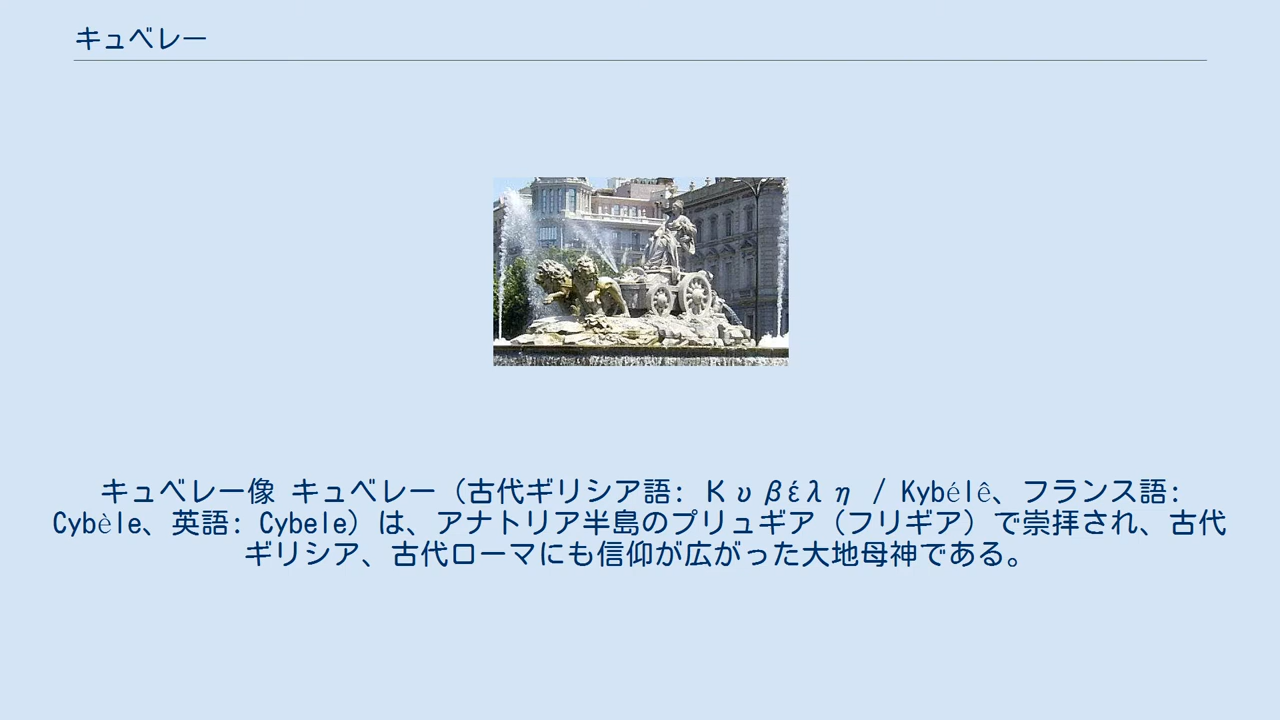 キュベレー
キュベレー像 キュベレー（古代ギリシア語: Κυβέλη / Kybélê、フランス語:
Cybèle、英語: Cybele）は、アナトリア半島のプリュギア（フリギア）で崇拝され、古代
ギリシア、古代ローマにも信仰が広がった大地母神である。